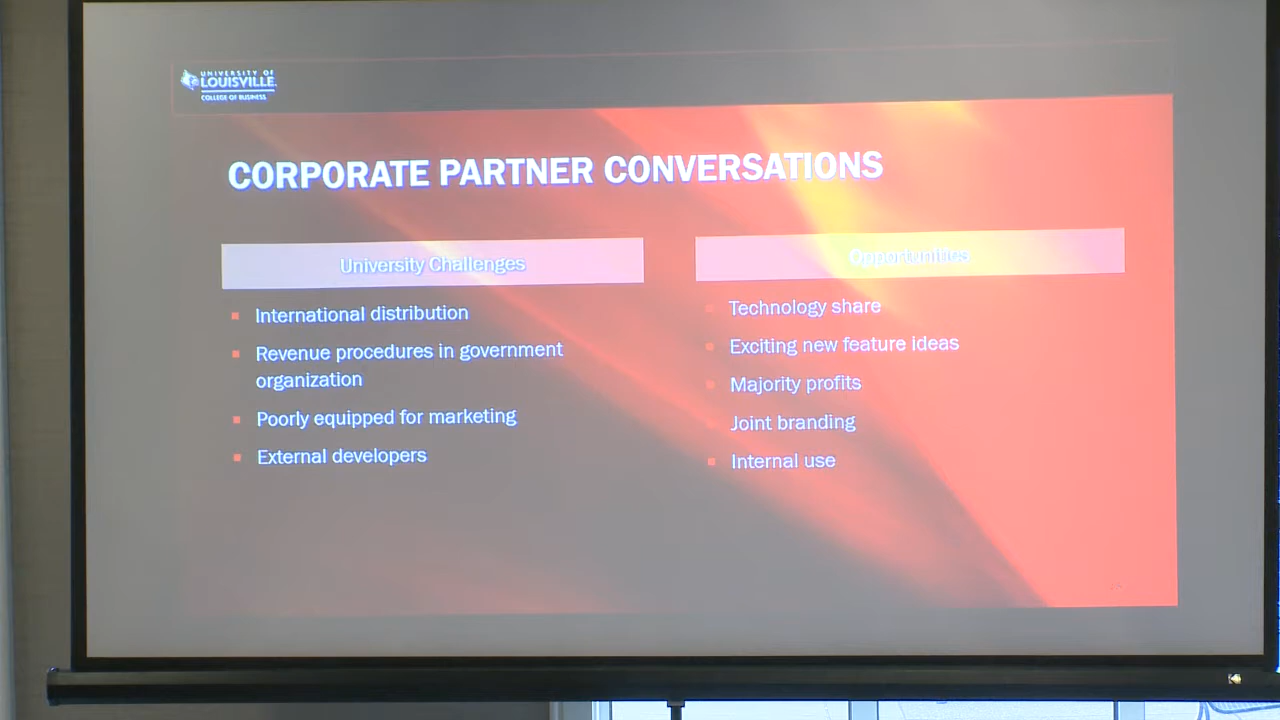 UNIVERSITY OF
LOUISVILLE
COLLEGE OF BUSINESS
CORPORATE PARTNER CONVERSATIONS
University Challenges
International distribution
Revenue procedures in government
organization
Poorly equipped for marketing
External developers
Opportunities
Technology share
Exciting new feature ideas
Majority profits
Joint branding
Internal use